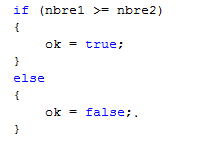 if (nbre1 >= nbre2)
{
ok = true;
}
else
{
ok = false;.
}